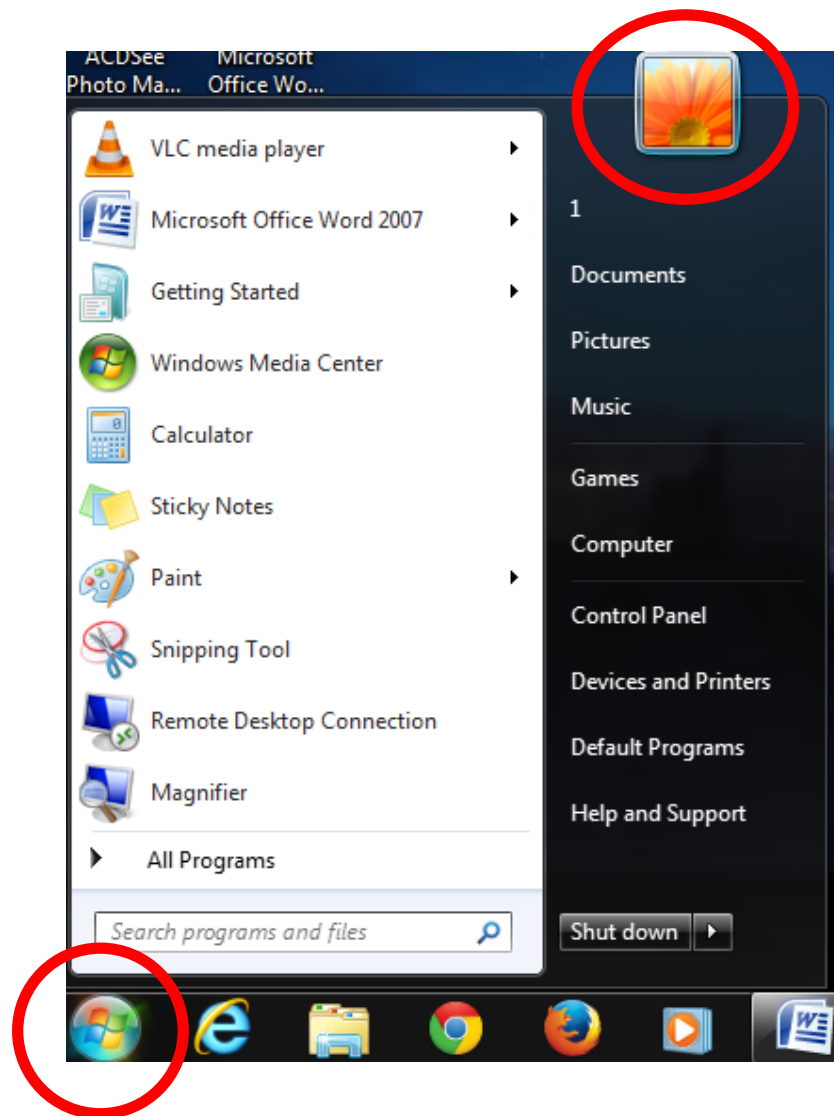 ACDSee Microsoft
Photo Ma... Office Wo...
VLC media player
Microsoft Office Word 2007
Getting Started
Windows Media Center
Calculator
Sticky Notes
Paint
Snipping Tool
Remote Desktop Connection
Magnifier
All Programs
Search programs and files
1
Documents
Pictures
Music
Games
Computer
Control Panel
Devices and Printers
Default Programs
Help and Support
Shut down